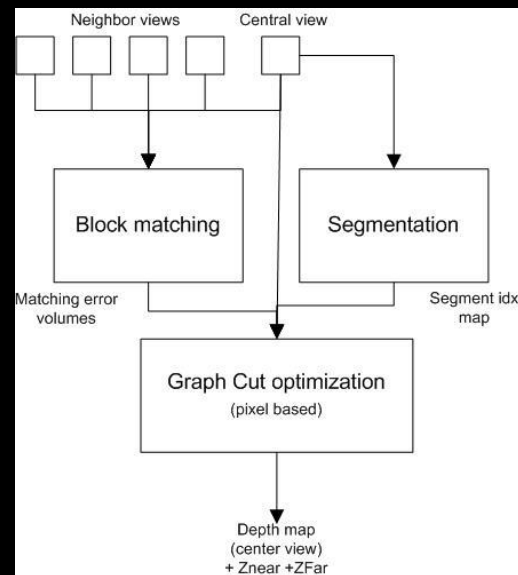 Neighbor views
Central view
Block matching
Segmentation
Matching error
volumes
Segment idx
map
Graph Cut optimization
(pixel based)
Depth map
(center view)
+ Znear +ZFar